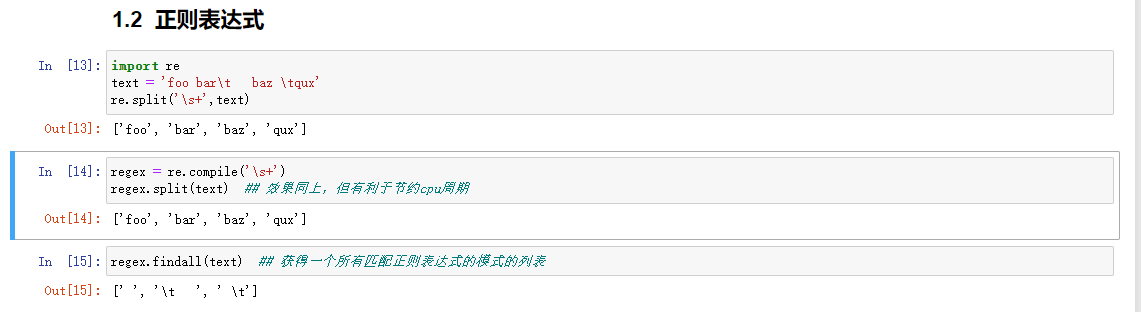 1.2 正则表达式
In [13]: import re
text = 'foo bar\t   baz \tqux'
re.split('\s+',text)
Out[13]: ['foo', 'bar', 'baz', 'qux']
In [14]: regex = re.compile('\s+')
regex.split(text)  ## 效果同上，但有利于节约cpu周期
Out[14]: ['foo', 'bar', 'baz', 'qux']
In [15]: regex.findall(text)  ## 获得一个所有匹配正则表达式的模式的列表
Out[15]: [' ', '\t   ', ' \t']